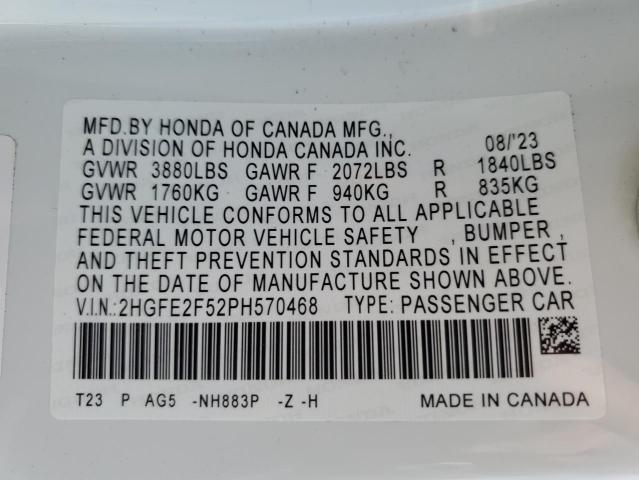 MFD.BY HONDA OF CANADA MFG.,
A DIVISION OF HONDA CANADA INC. 08/'23
GVWR 3880LBS GAWR F 2072LBS R 1840LBS
GVWR 1760KG GAWR F 940KG R 835KG
THIS VEHICLE CONFORMS TO ALL APPLICABLE
FEDERAL MOTOR VEHICLE SAFETY , BUMPER ,
AND THEFT PREVENTION STANDARDS IN EFFECT
ON THE DATE OF MANUFACTURE SHOWN ABOVE.
V.I.N.:2HGFE2F52PH570468 TYPE: PASSENGER CAR
T23 P AG5 -NH883P -Z -H MADE IN CANADA